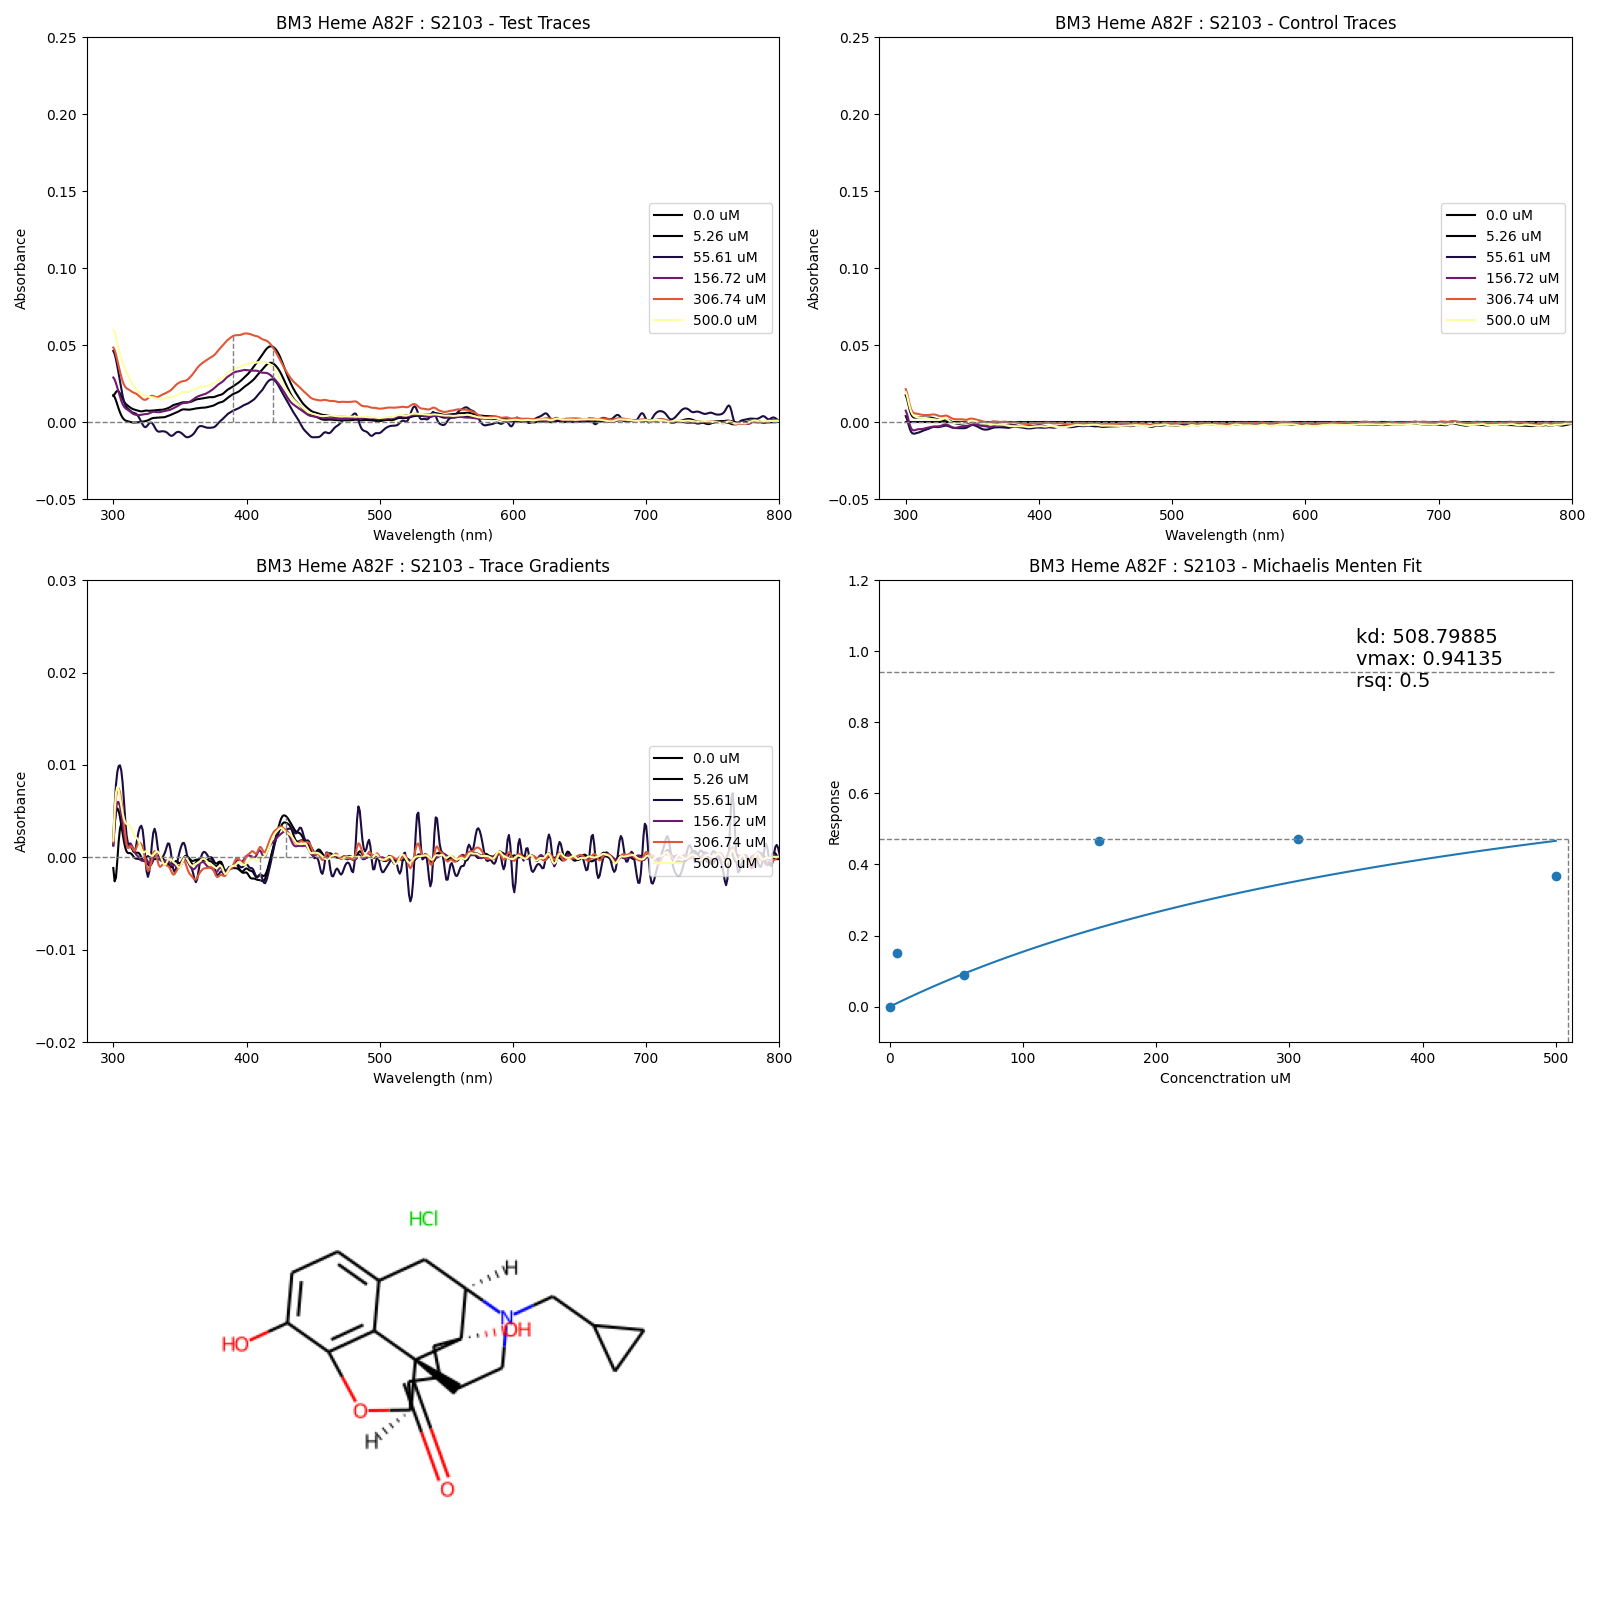 BM3 Heme A82F : S2103 - Test Traces
0.25
0.20
0.15
0.10
0.05
0.00
−0.05
Absorbance
300
400
500
600
700
800
Wavelength (nm)
0.0 uM
5.26 uM
55.61 uM
156.72 uM
306.74 uM
500.0 uM
BM3 Heme A82F : S2103 - Control Traces
0.25
0.20
0.15
0.10
0.05
0.00
−0.05
Absorbance
300
400
500
600
700
800
Wavelength (nm)
0.0 uM
5.26 uM
55.61 uM
156.72 uM
306.74 uM
500.0 uM
BM3 Heme A82F : S2103 - Trace Gradients
0.03
0.02
0.01
0.00
−0.01
−0.02
Absorbance
300
400
500
600
700
800
Wavelength (nm)
0.0 uM
5.26 uM
55.61 uM
156.72 uM
306.74 uM
500.0 uM
BM3 Heme A82F : S2103 - Michaelis Menten Fit
1.2
1.0
0.8
0.6
0.4
0.2
0.0
Response
kd: 508.79885
vmax: 0.94135
rsq: 0.5
0
100
200
300
400
500
Concenctration uM
HCl
H
N
OH
HO
O
H
O